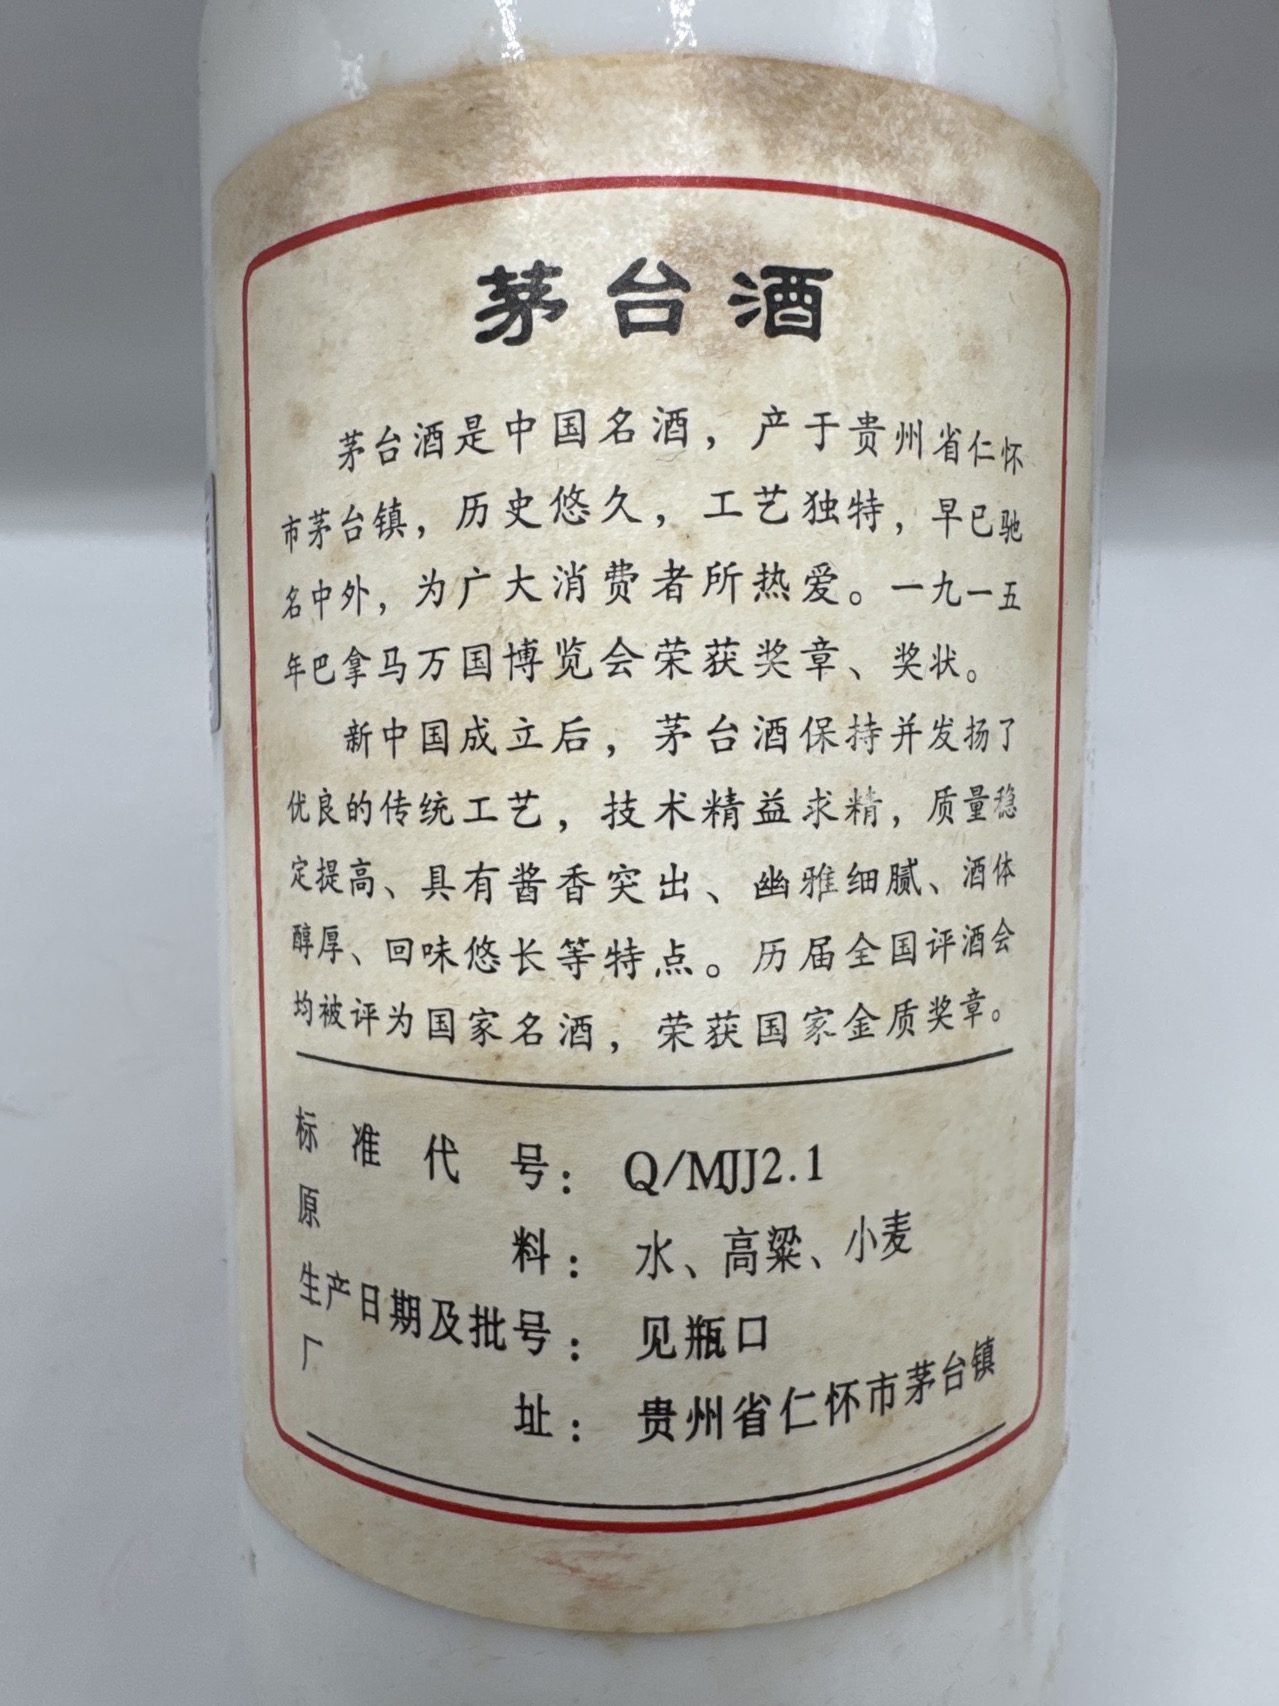 茅台酒
茅台酒是中国名酒，产于贵州省仁怀
市茅台镇，历史悠久，工艺独特，早已驰
名中外，为广大消费者所热爱。一九一五
年巴拿马万国博览会荣获奖章、奖状。
新中国成立后，茅台酒保持并发扬了
优良的传统工艺，技术精益求精，质量稳
定提高、具有酱香突出、幽雅细腻、酒体
醇厚、回味悠长等特点。历届全国评酒会
均被评为国家名酒，荣获国家金质奖章。
标准代号：Q/MJJ2.1
原料：水、高粱、小麦
生产日期及批号：见瓶口
厂址：贵州省仁怀市茅台镇